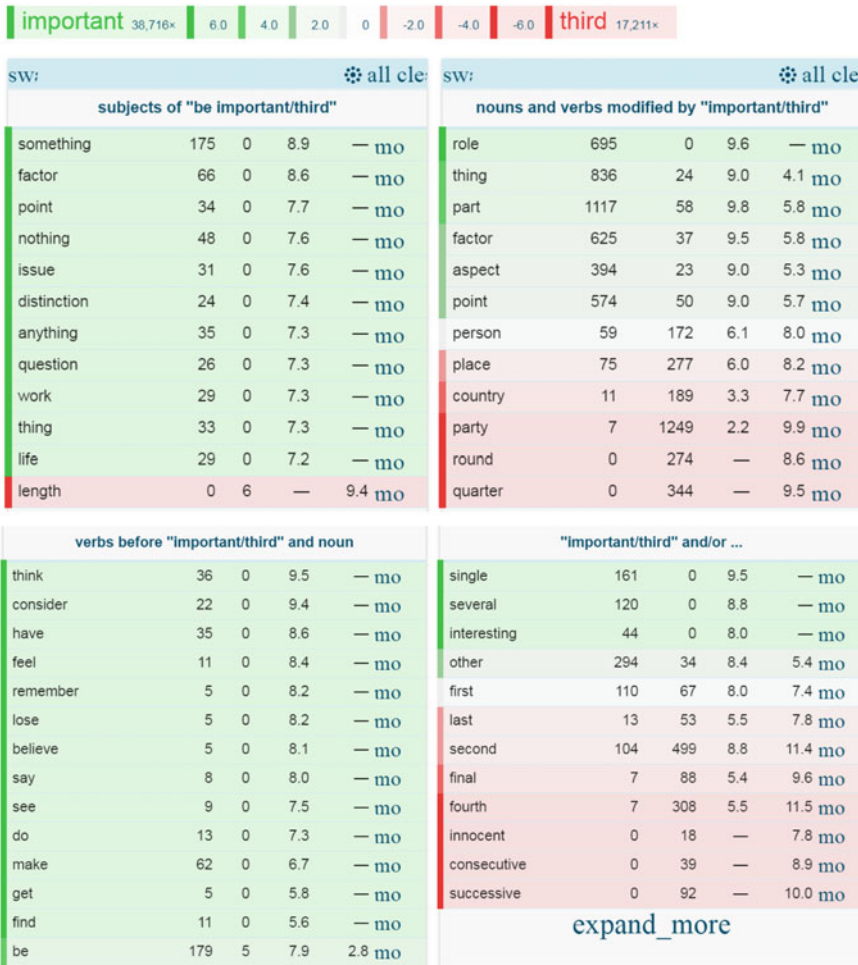 important 38,716× 6.0 4.0 2.0 0 -2.0 -4.0 -6.0 third 17,211×
sw: all cle:
subjects of "be important/third"
something 175 0 8.9 — mo
factor 66 0 8.6 — mo
point 34 0 7.7 — mo
nothing 48 0 7.6 — mo
issue 31 0 7.6 — mo
distinction 24 0 7.4 — mo
anything 35 0 7.3 — mo
question 26 0 7.3 — mo
work 29 0 7.3 — mo
thing 33 0 7.3 — mo
life 29 0 7.2 — mo
length 0 6 — 9.4 mo
sw: all cle
nouns and verbs modified by "important/third"
role 695 0 9.6 — mo
thing 836 24 9.0 4.1 mo
part 1117 58 9.8 5.8 mo
factor 625 37 9.5 5.8 mo
aspect 394 23 9.0 5.3 mo
point 574 50 9.0 5.7 mo
person 59 172 6.1 8.0 mo
place 75 277 6.0 8.2 mo
country 11 189 3.3 7.7 mo
party 7 1249 2.2 9.9 mo
round 0 274 — 8.6 mo
quarter 0 344 — 9.5 mo
verbs before "important/third" and noun
think 36 0 9.5 — mo
consider 22 0 9.4 — mo
have 35 0 8.6 — mo
feel 11 0 8.4 — mo
remember 5 0 8.2 — mo
lose 5 0 8.2 — mo
believe 5 0 8.1 — mo
say 8 0 8.0 — mo
see 9 0 7.5 — mo
do 13 0 7.3 — mo
make 62 0 6.7 — mo
get 5 0 5.8 — mo
find 11 0 5.6 — mo
be 179 5 7.9 2.8 mo
"important/third" and/or ...
single 161 0 9.5 — mo
several 120 0 8.8 — mo
interesting 44 0 8.0 — mo
other 294 34 8.4 5.4 mo
first 110 67 8.0 7.4 mo
last 13 53 5.5 7.8 mo
second 104 499 8.8 11.4 mo
final 7 88 5.4 9.6 mo
fourth 7 308 5.5 11.5 mo
innocent 0 18 — 7.8 mo
consecutive 0 39 — 8.9 mo
successive 0 92 — 10.0 mo
expand_more